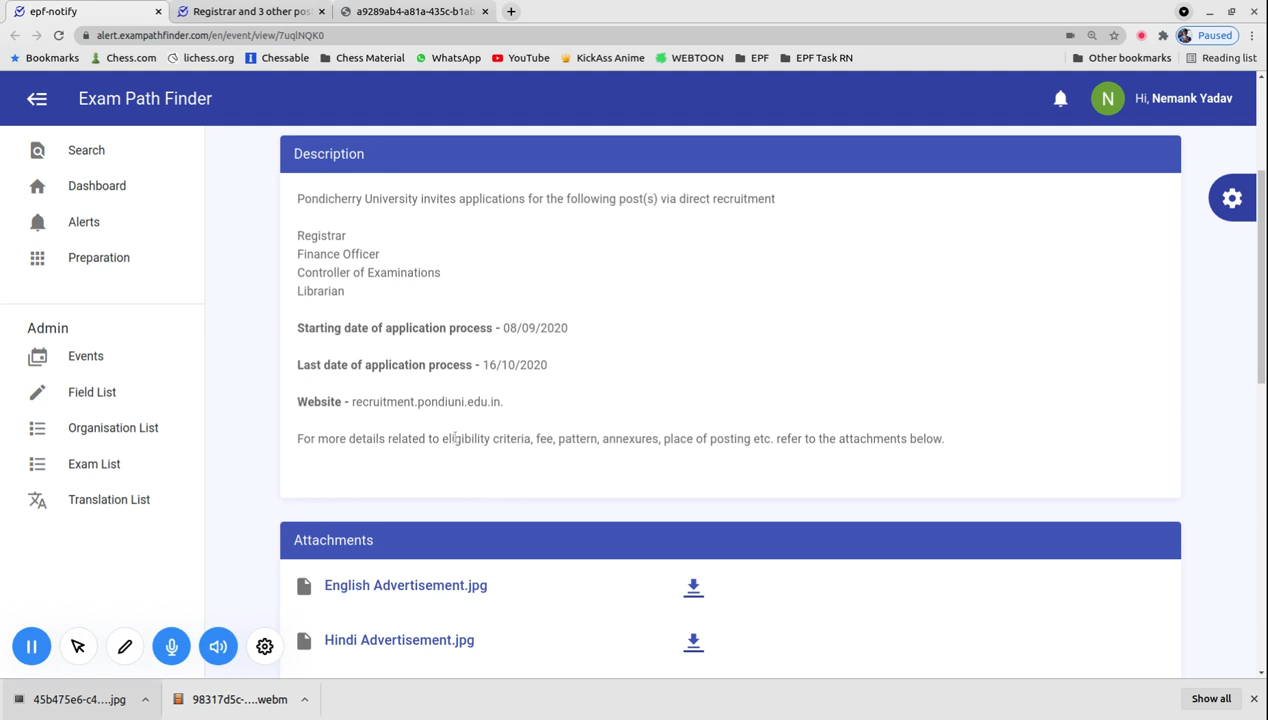 epf-notify
Registrar and 3 other pos
a9289ab4-a81a-435c-b1ab
alert.exampathfinder.com/en/event/view/7uqlNQK0
Paused
Bookmarks
Chess.com
lichess.org
Chessable
Chess Material
WhatsApp
YouTube
KickAss Anime
WEBTOON
EPF
EPF Task RN
Other bookmarks
Reading list
Exam Path Finder
N
Hi, Nemank Yadav
Search
Dashboard
Alerts
Preparation
Admin
Events
Field List
Organisation List
Exam List
Translation List
Description
Pondicherry University invites applications for the following post(s) via direct recruitment
Registrar
Finance Officer
Controller of Examinations
Librarian
Starting date of application process - 08/09/2020
Last date of application process - 16/10/2020
Website - recruitment.pondiuni.edu.in.
For more details related to eligibility criteria, fee, pattern, annexures, place of posting etc. refer to the attachments below.
Attachments
English Advertisement.jpg
Hindi Advertisement.jpg
45b475e6-c4....jpg
98317d5c-....webm
Show all